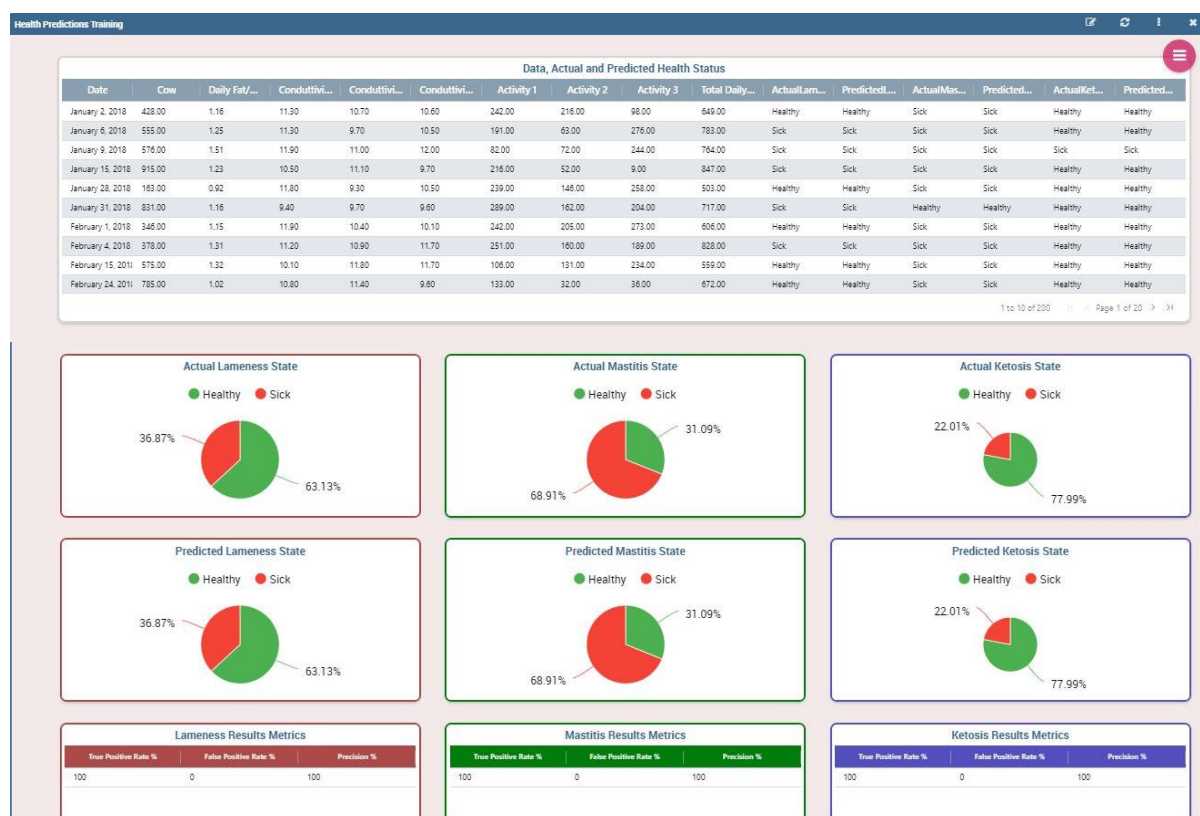 Health Predictions Training
Data, Actual and Predicted Health Status
Date Cow Daily Fat/... Conduttivi... Conduttivi... Conduttivi... Activity 1 Activity 2 Activity 3 Total Daily... ActualLam... PredictedL... ActualMas... Predicted... ActualKet... Predicted...
January 2, 2018 428.00 1.16 11.30 10.70 10.60 242.00 216.00 98.00 649.00 Healthy Healthy Sick Sick Healthy Healthy
January 6, 2018 555.00 1.25 11.30 9.70 10.50 191.00 63.00 276.00 783.00 Sick Sick Sick Sick Healthy Healthy
January 9, 2018 576.00 1.51 11.90 11.00 12.00 82.00 72.00 244.00 764.00 Sick Sick Sick Sick Sick Sick
January 15, 2018 915.00 1.23 10.50 11.10 9.70 216.00 52.00 9.00 847.00 Sick Sick Sick Sick Healthy Healthy
January 28, 2018 163.00 0.92 11.80 9.30 10.50 239.00 146.00 258.00 503.00 Healthy Healthy Sick Sick Healthy Healthy
January 31, 2018 831.00 1.16 9.40 9.70 9.60 289.00 162.00 204.00 717.00 Sick Sick Healthy Healthy Healthy Healthy
February 1, 2018 346.00 1.15 11.90 10.40 10.10 242.00 205.00 273.00 606.00 Healthy Healthy Sick Sick Healthy Healthy
February 4, 2018 378.00 1.31 11.20 10.90 11.70 251.00 160.00 189.00 828.00 Sick Sick Sick Sick Healthy Healthy
February 15, 201 575.00 1.32 10.10 11.80 11.70 106.00 131.00 234.00 559.00 Healthy Healthy Sick Sick Healthy Healthy
February 24, 201 785.00 1.02 10.80 11.40 9.60 133.00 32.00 36.00 672.00 Healthy Healthy Sick Sick Healthy Healthy
1 to 10 of 200 Page 1 of 20
Actual Lameness State
Healthy Sick
36.87%
63.13%
Actual Mastitis State
Healthy Sick
31.09%
68.91%
Actual Ketosis State
Healthy Sick
22.01%
77.99%
Predicted Lameness State
Healthy Sick
36.87%
63.13%
Predicted Mastitis State
Healthy Sick
31.09%
68.91%
Predicted Ketosis State
Healthy Sick
22.01%
77.99%
Lameness Results Metrics
True Positive Rate % False Positive Rate % Precision %
100 0 100
Mastitis Results Metrics
True Positive Rate % False Positive Rate % Precision %
100 0 100
Ketosis Results Metrics
True Positive Rate % False Positive Rate % Precision %
100 0 100